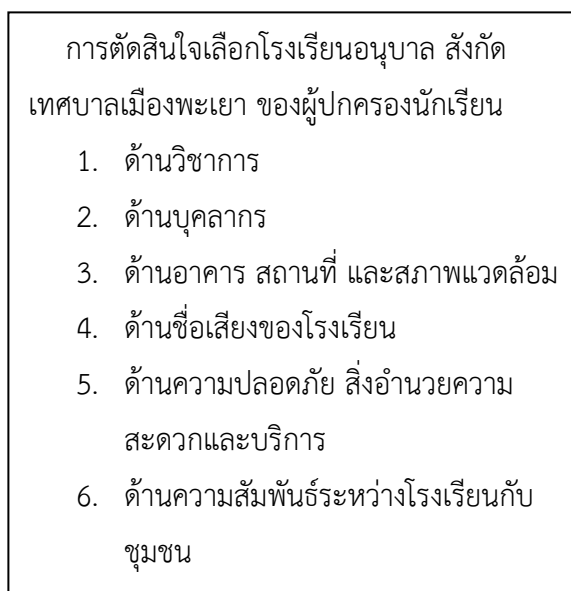 การตัดสินใจเลือกโรงเรียนอนุบาล สังกัด
เทศบาลเมืองพะเยา ของผู้ปกครองนักเรียน
1. ด้านวิชาการ
2. ด้านบุคลากร
3. ด้านอาคาร สถานที่ และสภาพแวดล้อม
4. ด้านชื่อเสียงของโรงเรียน
5. ด้านความปลอดภัย สิ่งอำนวยความ
สะดวกและบริการ
6. ด้านความสัมพันธ์ระหว่างโรงเรียนกับ
ชุมชน